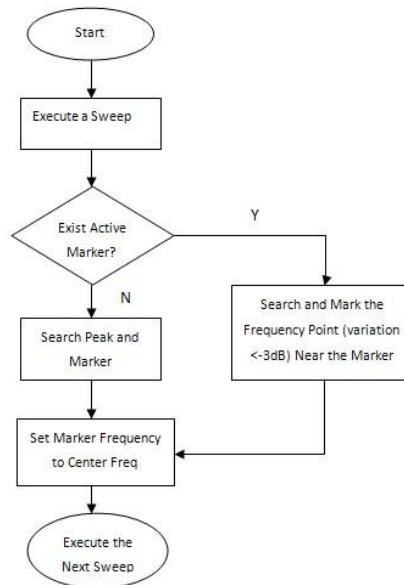 Start
Execute a Sweep
Exist Active
Marker?
Y
N
Search Peak and
Marker
Search and Mark the
Frequency Point (variation
<-3dB) Near the Marker
Set Marker Frequency
to Center Freq
Execute the
Next Sweep